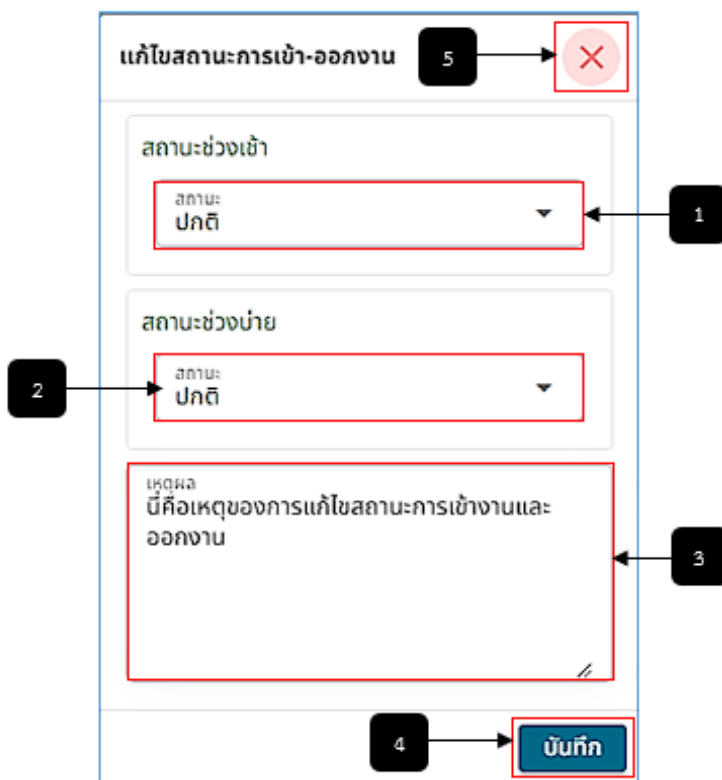 แก้ไขสถานะการเข้า-ออกงาน
5
สถานะช่วงเช้า
สถานะ
ปกติ
1
สถานะช่วงบ่าย
สถานะ
ปกติ
2
เหตุผล
นี่คือเหตุของการแก้ไขสถานะการเข้างานและ
ออกงาน
3
4
บันทึก